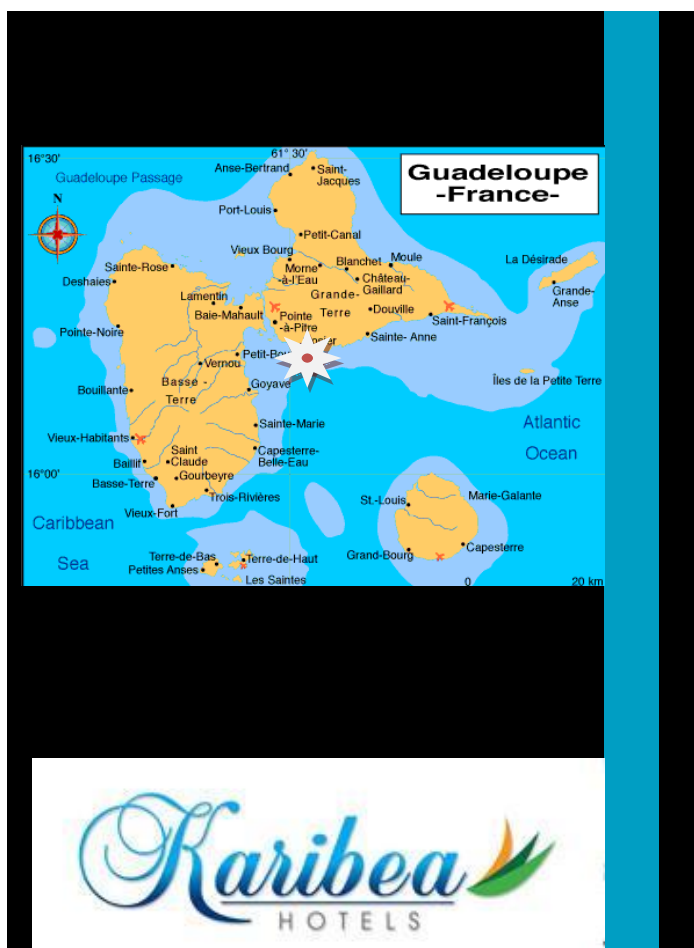 16°30'
61° 30'
Guadeloupe
-France-
Guadeloupe Passage
N
Anse-Bertrand
Saint-
Jacques
Port-Louis
Petit-Canal
Vieux Bourg
Morne
-à-l'Eau
Blanchet
Moule
Château-
Gaillard
La Désirade
Grande-
Anse
Sainte-Rose
Deshaies
Lamentin
Baie-Mahault
Grande-
Terre
Douville
Saint-François
Pointe
-à-Pitre
Sainte- Anne
Pointe-Noire
Vernou
Goyave
Basse -
Terre
Bouillante
Îles de la Petite Terre
Sainte-Marie
Atlantic
Ocean
Vieux-Habitants
Saint
Claude
Capesterre-
Belle-Eau
Baillif
16°00'
Gourbeyre
Basse-Terre
Trois-Rivières
Vieux-Fort
St.-Louis
Marie-Galante
Caribbean
Sea
Grand-Bourg
Capesterre
Terre-de-Bas
Terre-de-Haut
Petites Anses
Les Saintes
0
20 km
Karibea
HOTELS